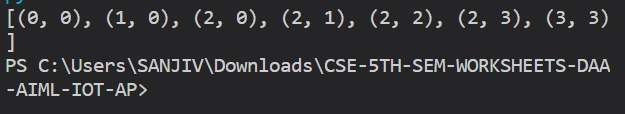 [(0, 0), (1, 0), (2, 0), (2, 1), (2, 2), (2, 3), (3, 3)
]
PS C:\Users\SANJIV\Downloads\CSE-5TH-SEM-WORKSHEETS-DAA
-AIML-IOT-AP>